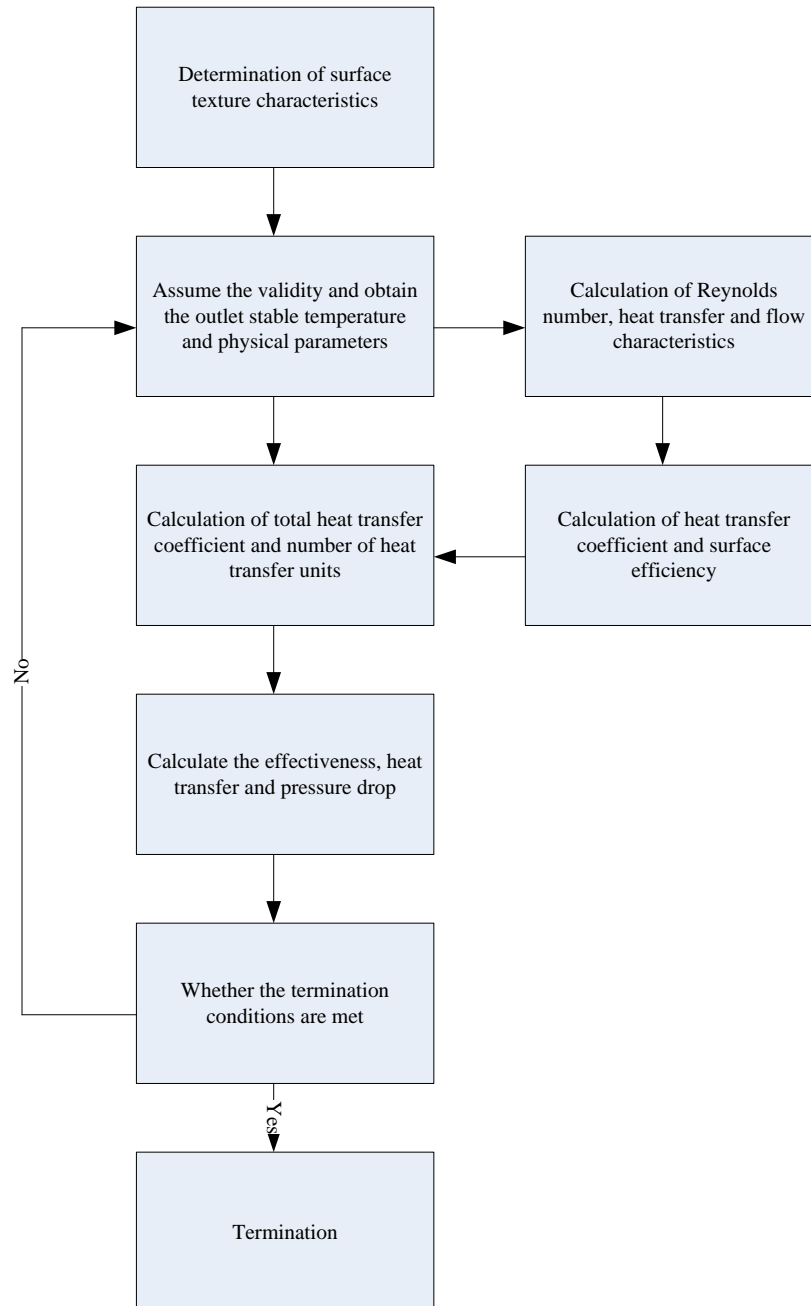 Determination of surface
texture characteristics
Assume the validity and obtain
the outlet stable temperature
and physical parameters
Calculation of Reynolds
number, heat transfer and flow
characteristics
Calculation of total heat transfer
coefficient and number of heat
transfer units
Calculation of heat transfer
coefficient and surface
efficiency
No
Calculate the effectiveness, heat
transfer and pressure drop
Whether the termination
conditions are met
Yes
Termination